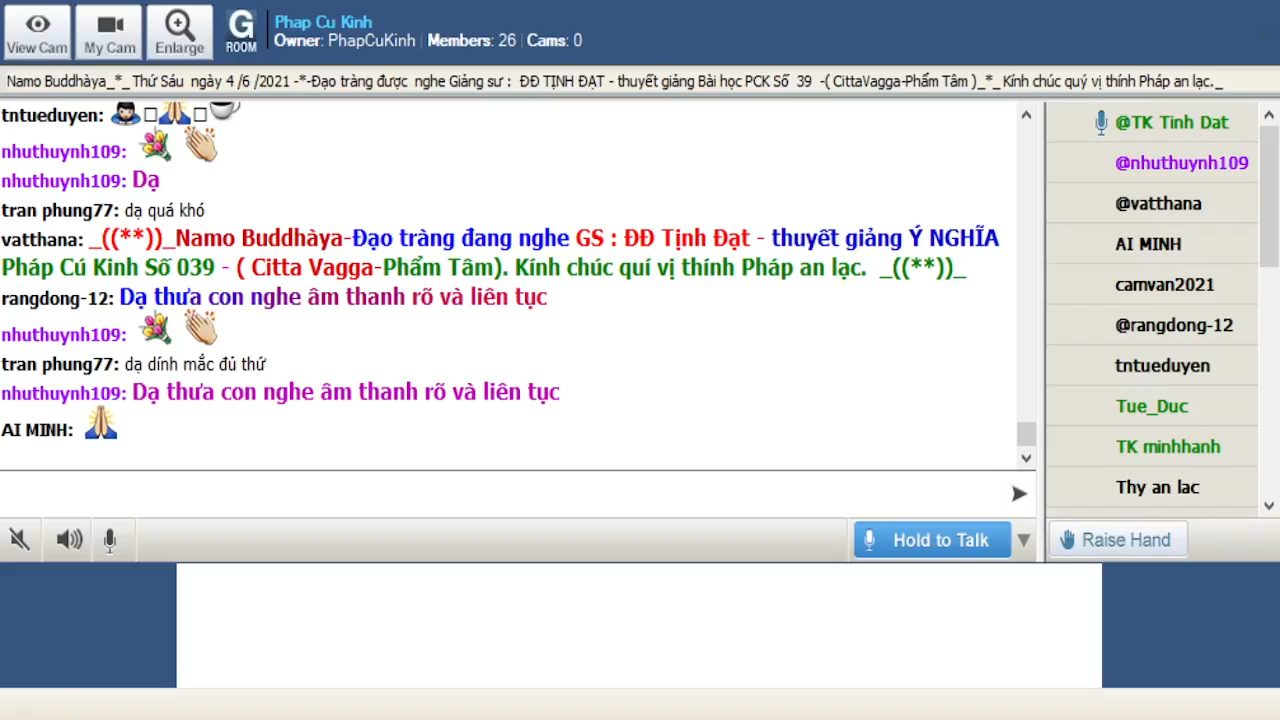 View Cam
My Cam
Enlarge
G
ROOM
Phap Cu Kinh
Owner: PhapCuKinh | Members: 26 | Cams: 0
Namo Buddhàya_*_ Thứ Sáu ngày 4 /6 /2021 -*-Đạo tràng được nghe Giảng sư : ĐĐ TỊNH ĐẠT - thuyết giảng Bài học PCK Số 39 -( CittaVagga-Phẩm Tâm )_*_Kính chúc quý vị thính Pháp an lạc._
tntueduyen:
nhuthuynh109:
nhuthuynh109: Dạ
tran phung77: dạ quá khó
vatthana: _((**))_Namo Buddhàya-Đạo tràng đang nghe GS : ĐĐ Tịnh Đạt - thuyết giảng Ý NGHĨA
Pháp Cú Kinh Số 039 - ( Citta Vagga-Phẩm Tâm). Kính chúc quí vị thính Pháp an lạc. _((**))_
rangdong-12: Dạ thưa con nghe âm thanh rõ và liên tục
nhuthuynh109:
tran phung77: dạ dính mắc đủ thứ
nhuthuynh109: Dạ thưa con nghe âm thanh rõ và liên tục
AI MINH:
@TK Tinh Dat
@nhuthuynh109
@vatthana
AI MINH
camvan2021
@rangdong-12
tntueduyen
Tue_Duc
TK minhhanh
Thy an lac
Hold to Talk
Raise Hand